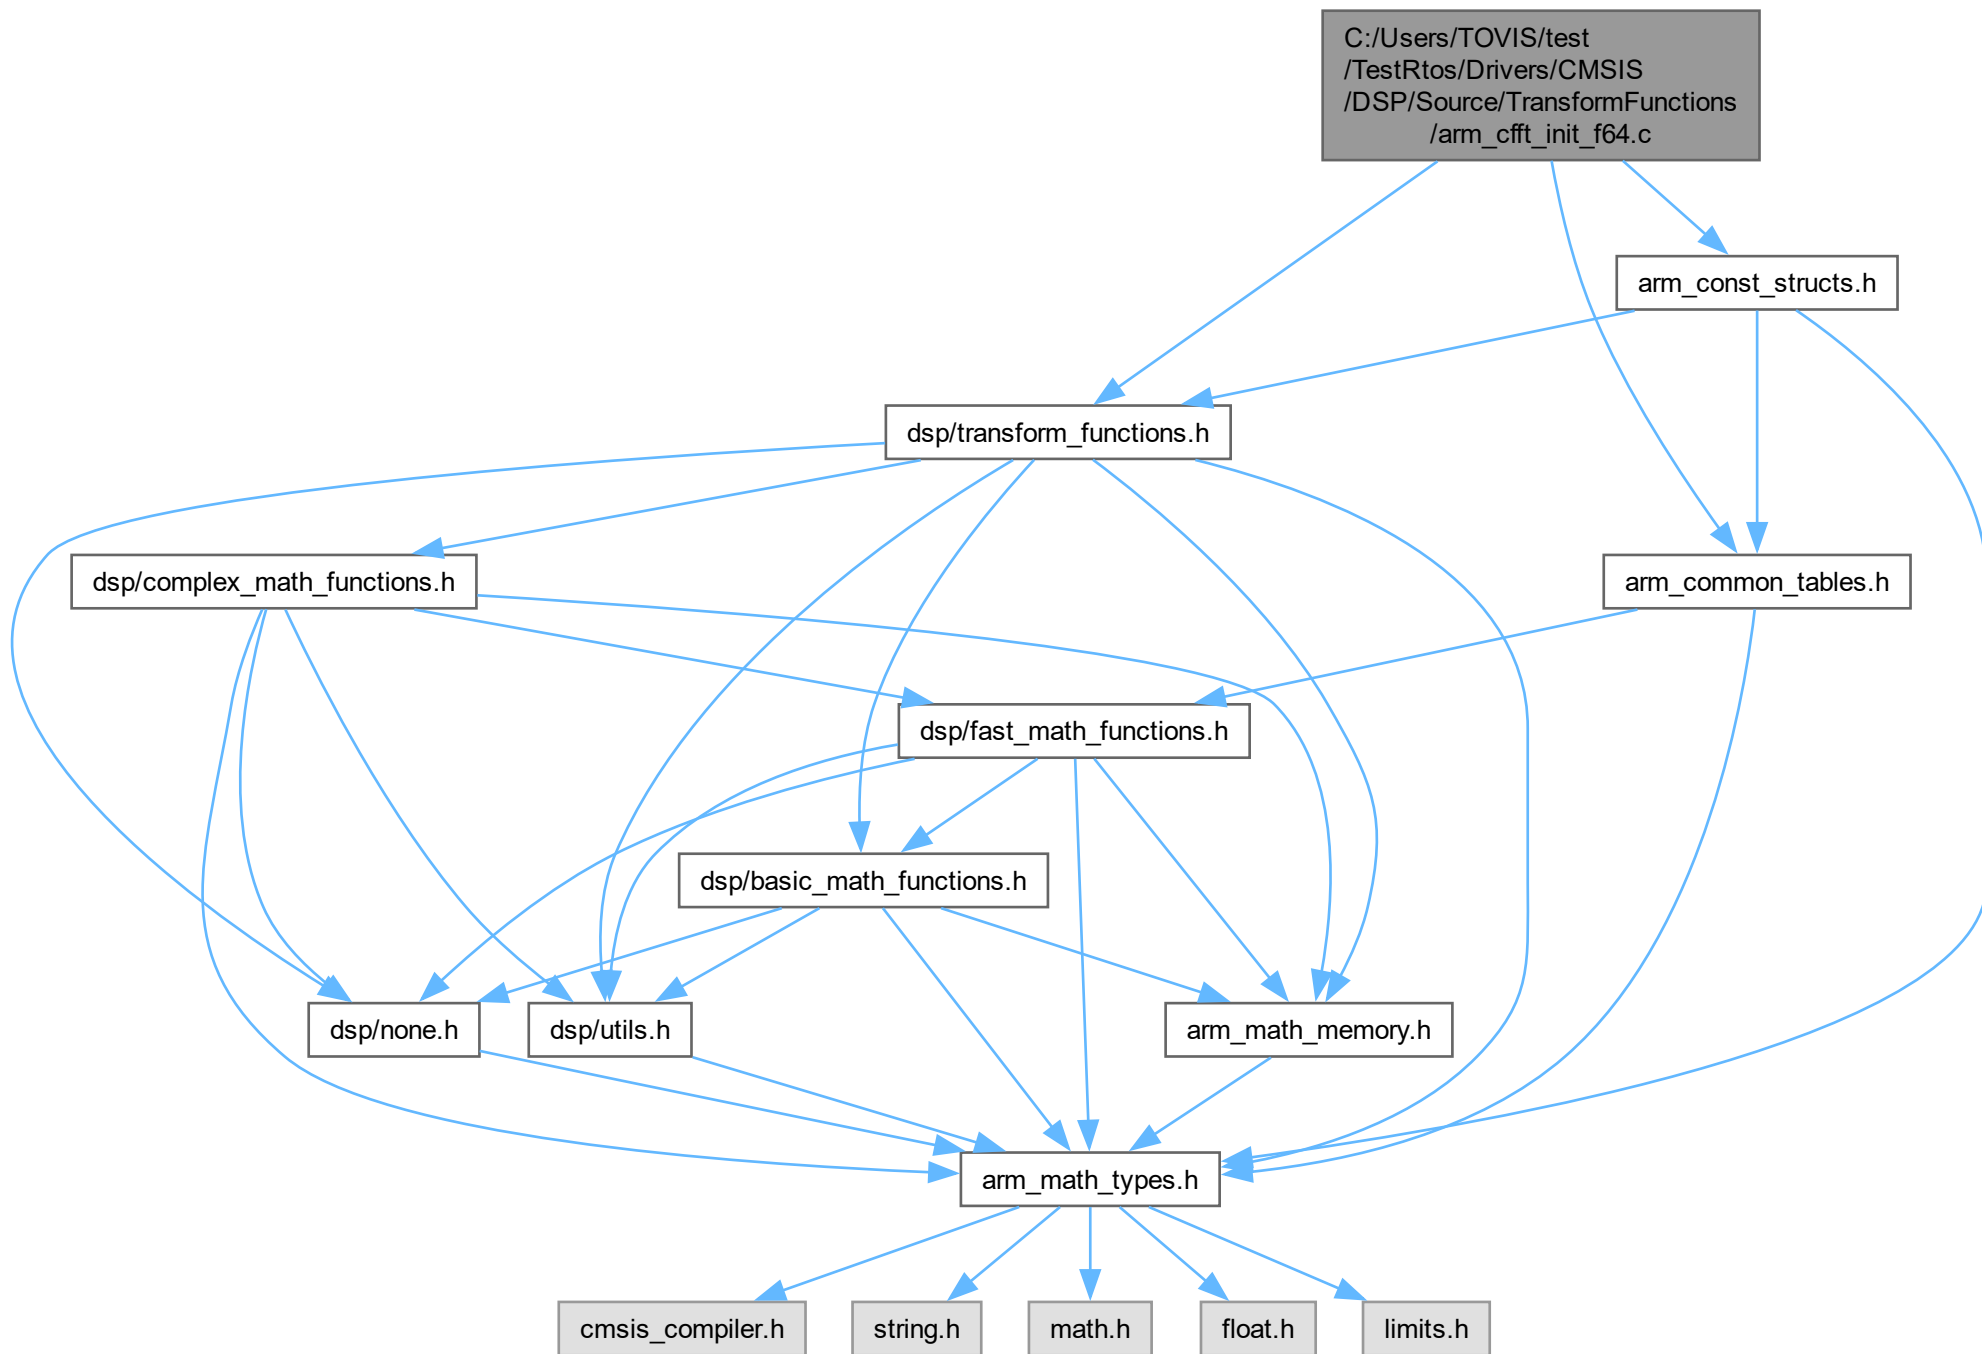 C:/Users/TOVIS/test
/TestRtos/Drivers/CMSIS
/DSP/Source/TransformFunctions
/arm_cfft_init_f64.c
arm_const_structs.h
dsp/transform_functions.h
dsp/complex_math_functions.h
arm_common_tables.h
dsp/fast_math_functions.h
dsp/basic_math_functions.h
dsp/none.h
dsp/utils.h
arm_math_memory.h
arm_math_types.h
cmsis_compiler.h
string.h
math.h
float.h
limits.h